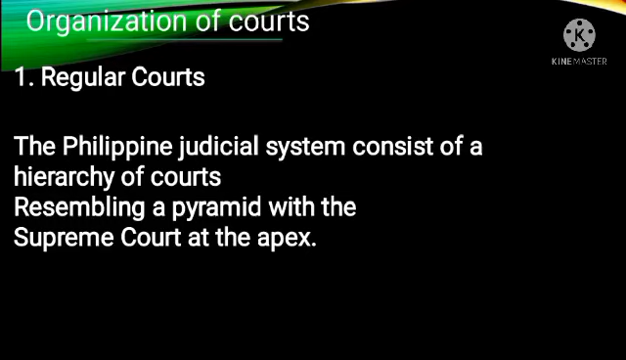 Organization of courts
KINEMASTER
1. Regular Courts
The Philippine judicial system consist of a
hierarchy of courts
Resembling a pyramid with the
Supreme Court at the apex.